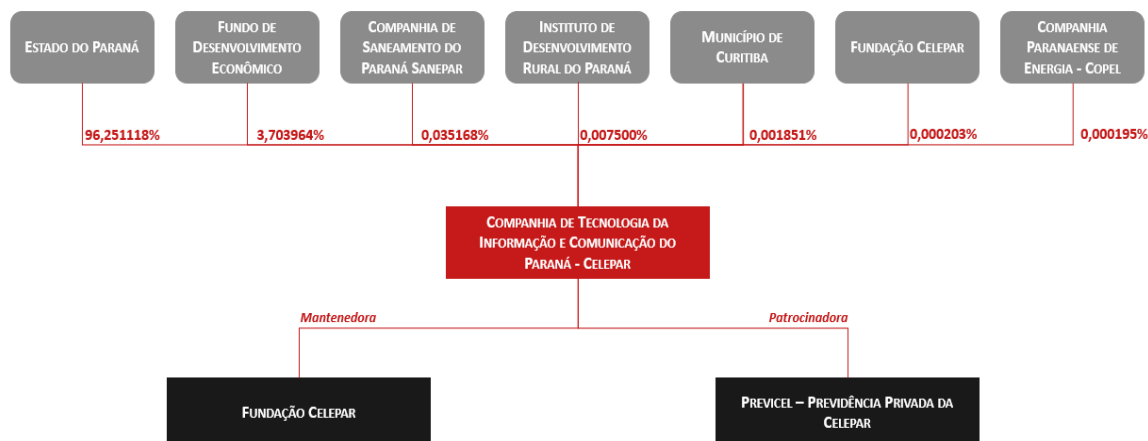 ESTADO DO PARANÁ
FUNDO DE
DESENVOLVIMENTO
ECONÔMICO
COMPANHIA DE
SANEAMENTO DO
PARANÁ SANEPAR
INSTITUTO DE
DESENVOLVIMENTO
RURAL DO PARANÁ
MUNICÍPIO DE
CURITIBA
FUNDAÇÃO CELEPAR
COMPANHIA
PARANAENSE DE
ENERGIA - COPEL
96,251118%
3,703964%
0,035168%
0,007500%
0,001851%
0,000203%
0,000195%
COMPANHIA DE TECNOLOGIA DA
INFORMAÇÃO E COMUNICAÇÃO DO
PARANÁ - CELEPAR
Mantenedora
Patrocinadora
FUNDAÇÃO CELEPAR
PREVICEL – PREVIDÊNCIA PRIVADA DA
CELEPAR